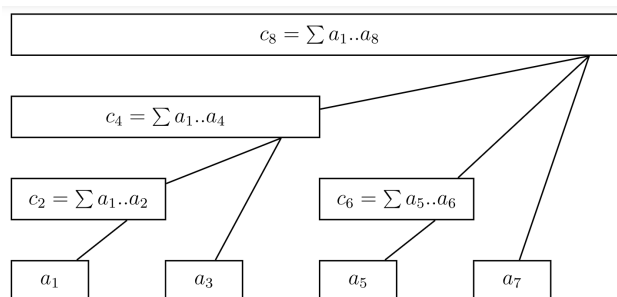 c₈ = ∑ a₁..a₈
c₄ = ∑ a₁..a₄
c₂ = ∑ a₁..a₂
c₆ = ∑ a₅..a₆
a₁
a₃
a₅
a₇